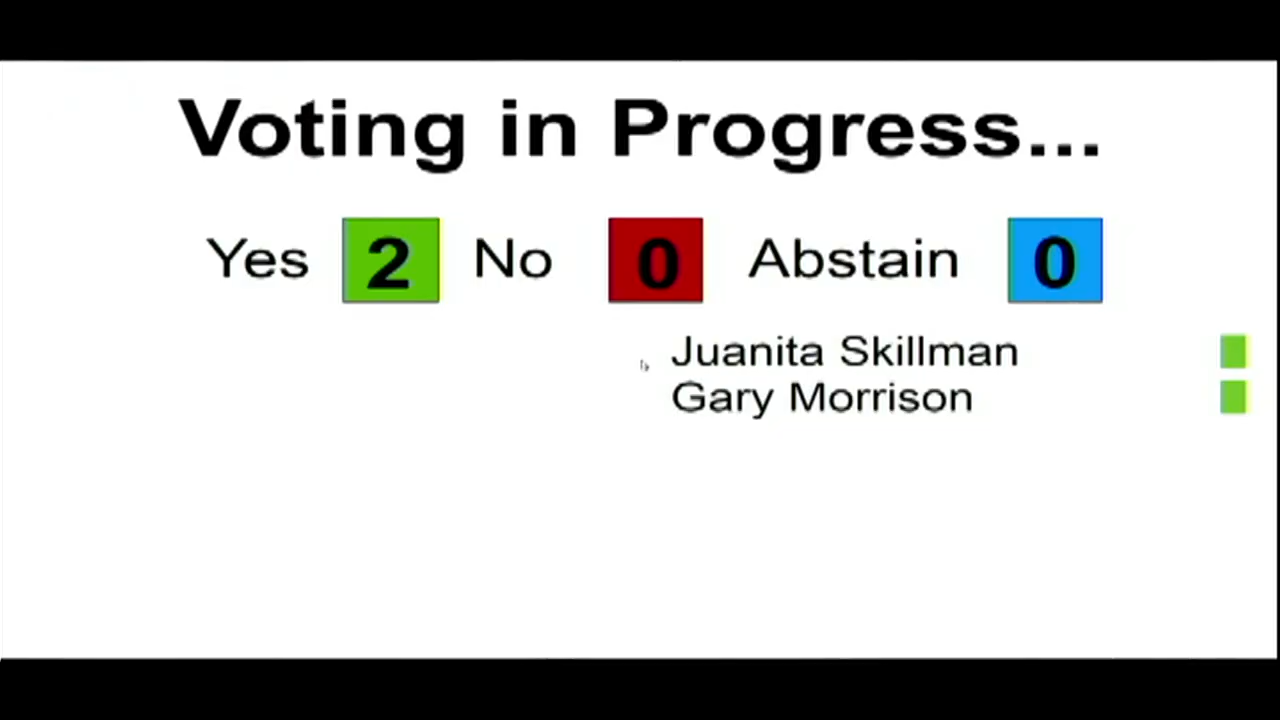 Voting in Progress...
Yes 2 No 0 Abstain 0
Juanita Skillman
Gary Morrison